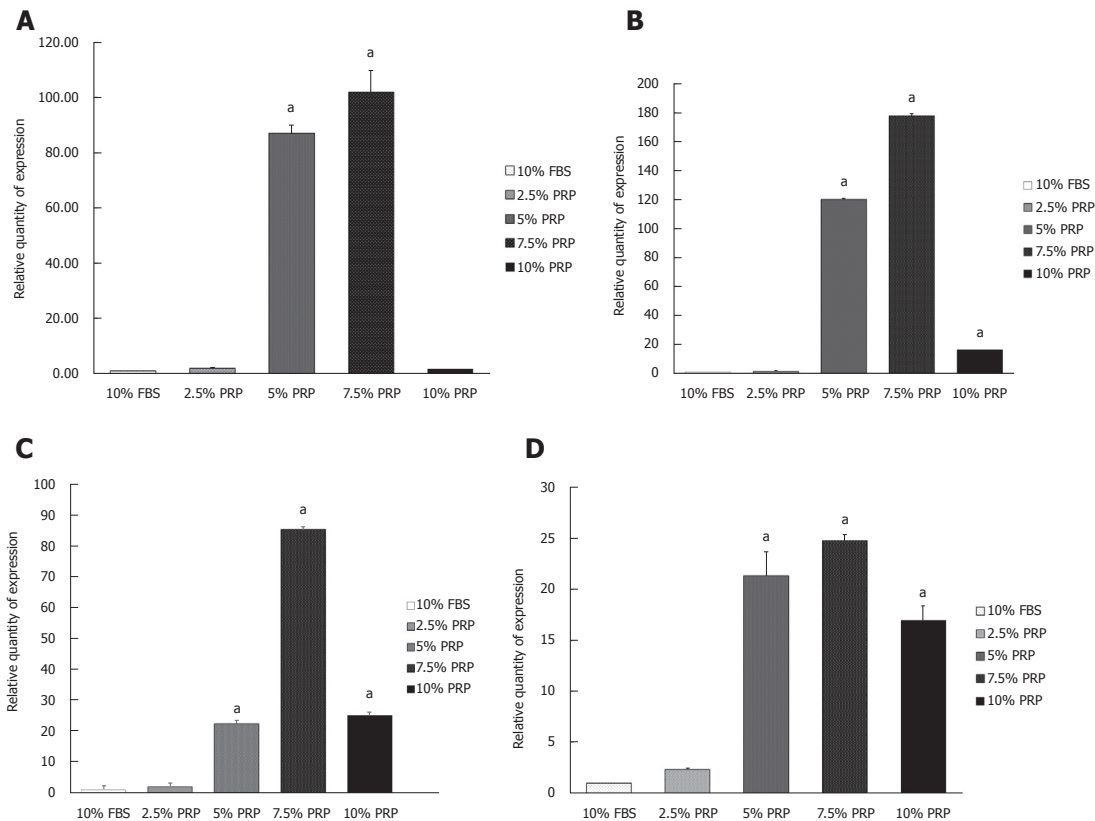 A
120.00
100.00
80.00
60.00
40.00
20.00
0.00
Relative quantity of expression
a
a
10% FBS
2.5% PRP
5% PRP
7.5% PRP
10% PRP
10% FBS
2.5% PRP
5% PRP
7.5% PRP
10% PRP
B
200
180
160
140
120
100
80
60
40
20
0
Relative quantity of expression
a
a
a
10% FBS
2.5% PRP
5% PRP
7.5% PRP
10% PRP
10% FBS
2.5% PRP
5% PRP
7.5% PRP
10% PRP
C
100
90
80
70
60
50
40
30
20
10
0
Relative quantity of expression
a
a
a
10% FBS
2.5% PRP
5% PRP
7.5% PRP
10% PRP
10% FBS
2.5% PRP
5% PRP
7.5% PRP
10% PRP
D
30
25
20
15
10
5
0
Relative quantity of expression
a
a
a
10% FBS
2.5% PRP
5% PRP
7.5% PRP
10% PRP
10% FBS
2.5% PRP
5% PRP
7.5% PRP
10% PRP